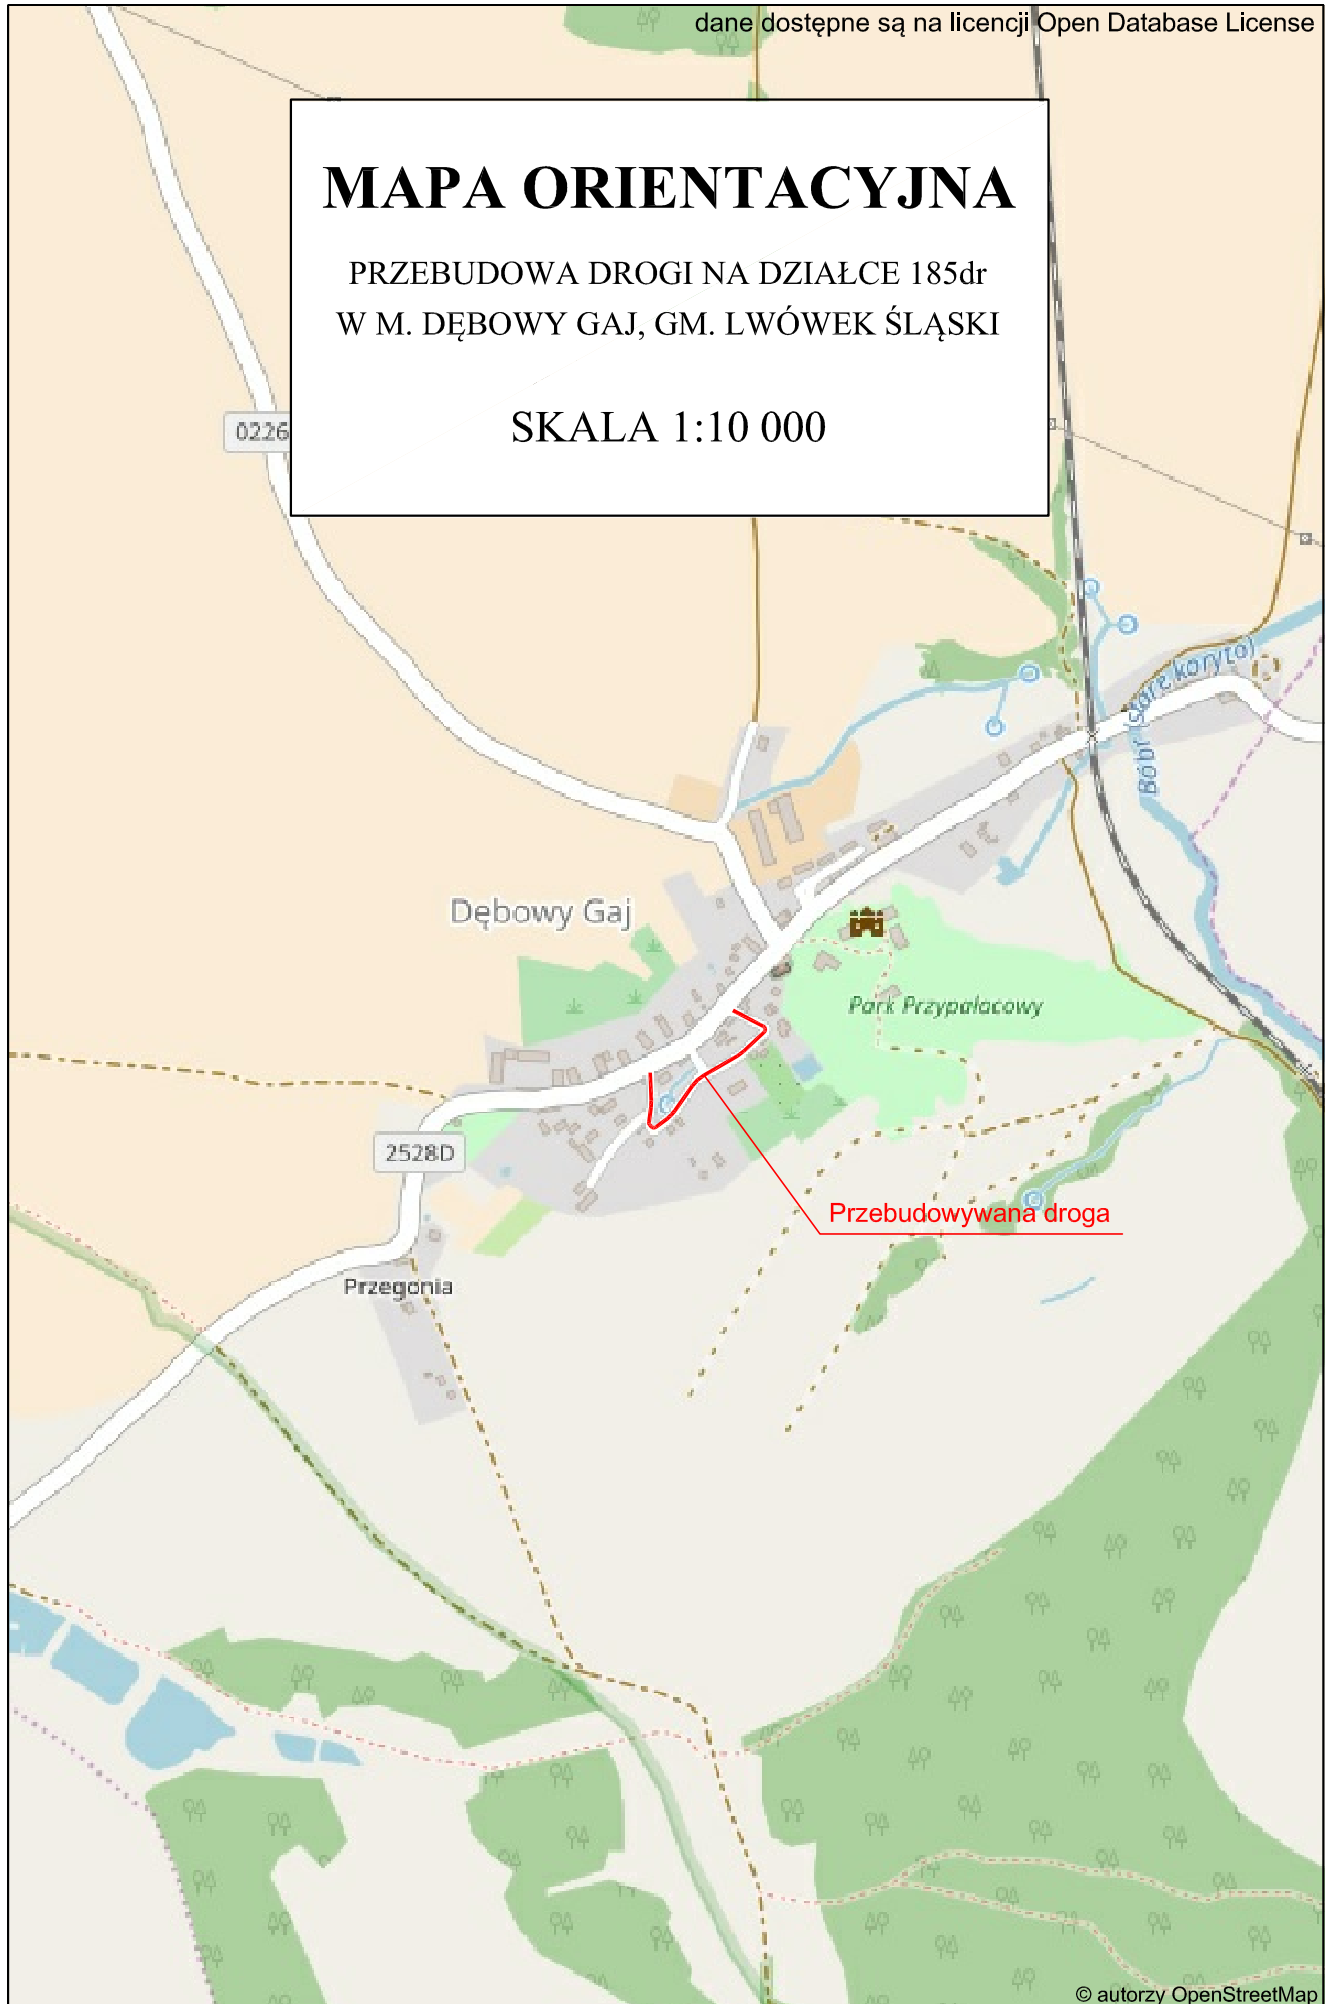 dane dostępne są na licencji Open Database License
MAPA ORIENTACYJNA
PRZEBUDOWA DROGI NA DZIAŁCE 185dr
W M. DĘBOWY GAJ, GM. LWÓWEK ŚLĄSKI
SKALA 1:10 000
0226
Bóbr (stare koryto)
Dębowy Gaj
Park Przypałacowy
2528D
Przebudowywana droga
Przegonia
© autorzy OpenStreetMap